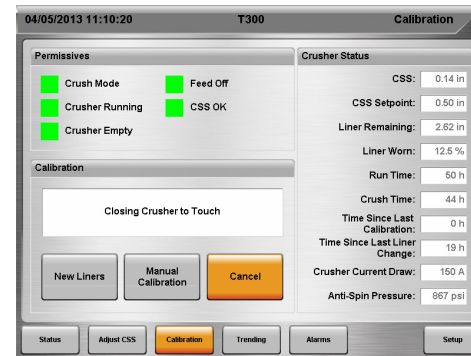 04/05/2013 11:10:20 T300 Calibration
Permissives
Crush Mode Feed Off
Crusher Running CSS OK
Crusher Empty
Calibration
Closing Crusher to Touch
New Liners Manual Calibration Cancel
Crusher Status
CSS: 0.14 in
CSS Setpoint: 0.50 in
Liner Remaining: 2.62 in
Liner Worn: 12.5 %
Run Time: 50 h
Crush Time: 44 h
Time Since Last Calibration: 0 h
Time Since Last Liner Change: 19 h
Crusher Current Draw: 150 A
Anti-Spin Pressure: 867 psi
Status Adjust CSS Calibration Trending Alarms Setup